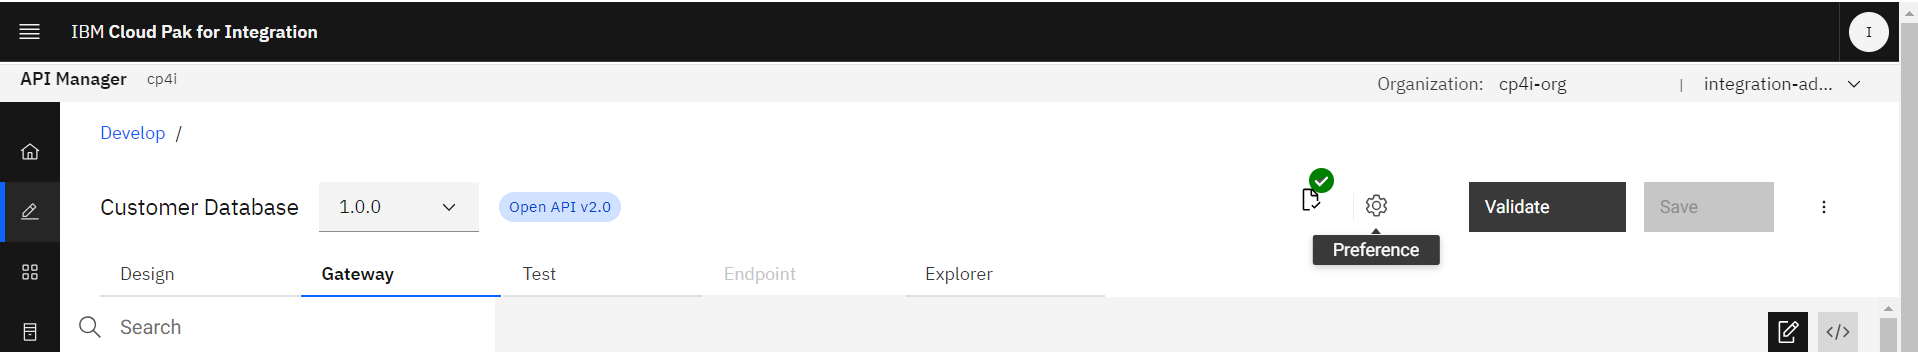 IBM Cloud Pak for Integration
I
API Manager cp4i
Organization: cp4i-org | integration-ad...
Develop /
Customer Database 1.0.0 Open API v2.0
Validate Save
Preference
Design Gateway Test Endpoint Explorer
Search
</>